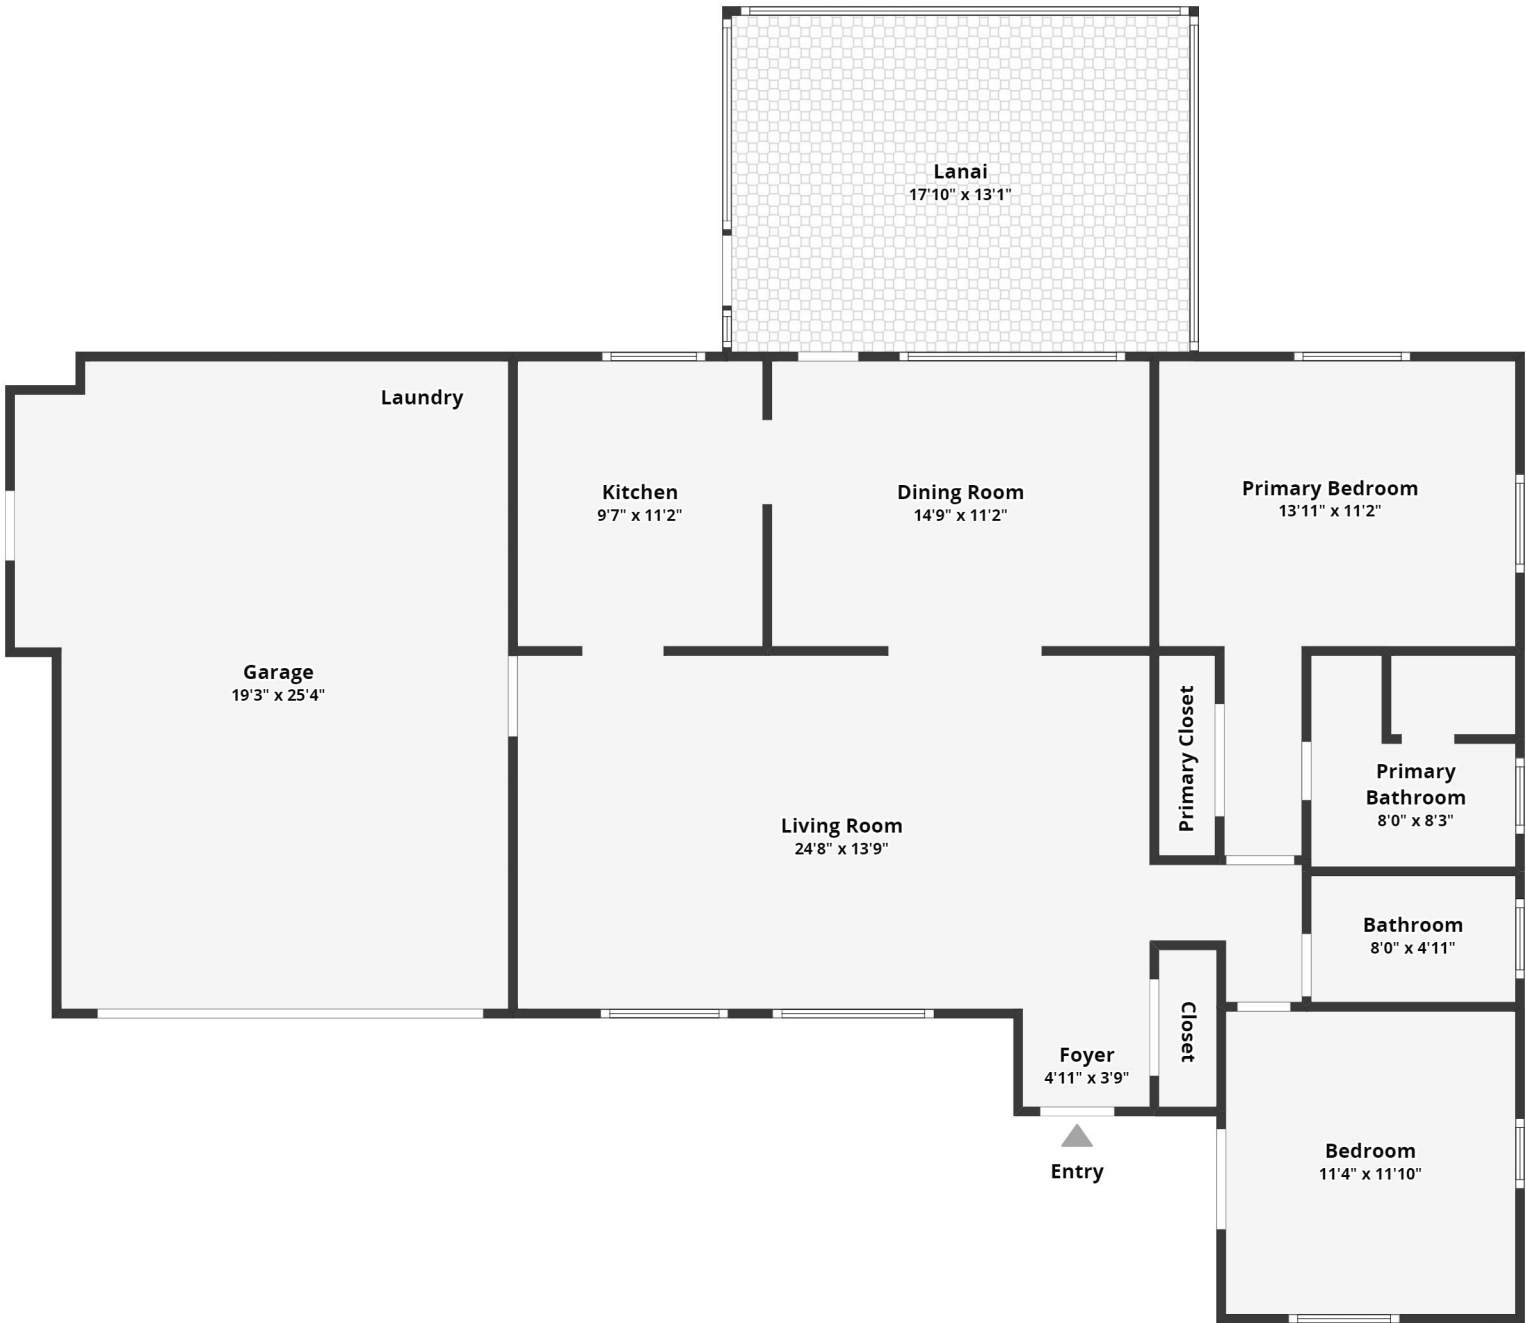 Lanai
17'10" x 13'1"
Laundry
Kitchen
9'7" x 11'2"
Dining Room
14'9" x 11'2"
Primary Bedroom
13'11" x 11'2"
Garage
19'3" x 25'4"
Living Room
24'8" x 13'9"
Primary Closet
Primary
Bathroom
8'0" x 8'3"
Bathroom
8'0" x 4'11"
Closet
Foyer
4'11" x 3'9"
Entry
Bedroom
11'4" x 11'10"